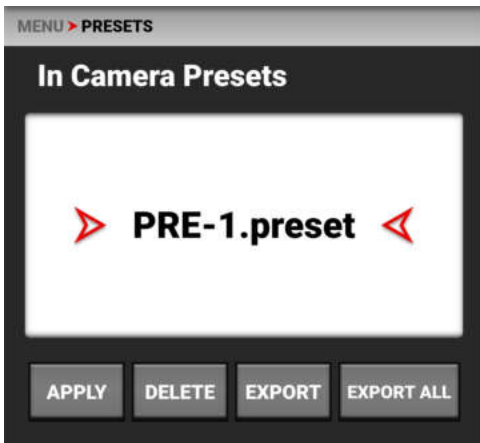 MENU > PRESETS
In Camera Presets
PRE-1.preset
APPLY DELETE EXPORT EXPORT ALL